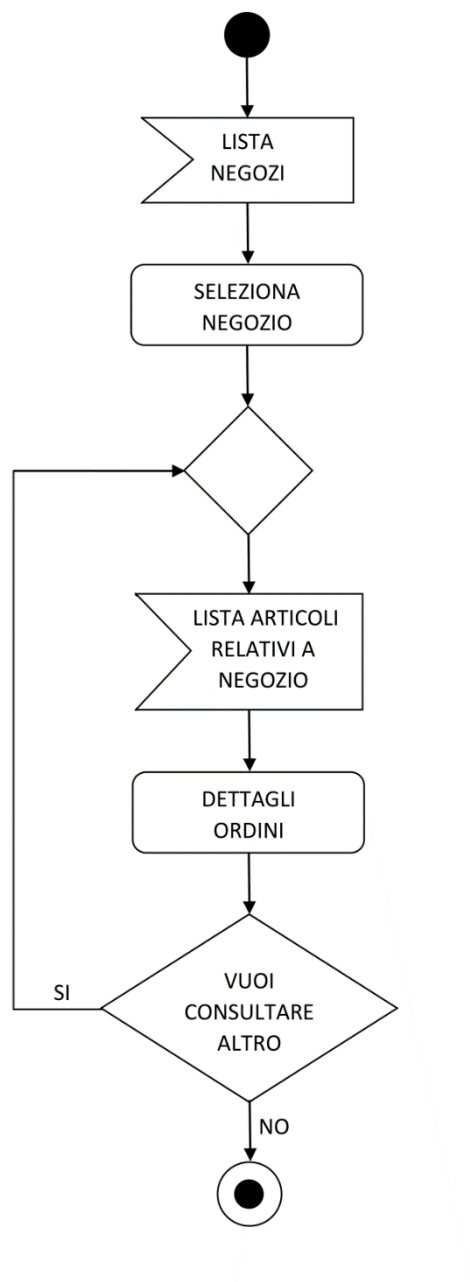 LISTA
NEGOZI
SELEZIONA
NEGOZIO
LISTA ARTICOLI
RELATIVI A
NEGOZIO
DETTAGLI
ORDINI
VUOI
CONSULTARE
ALTRO
SI
NO